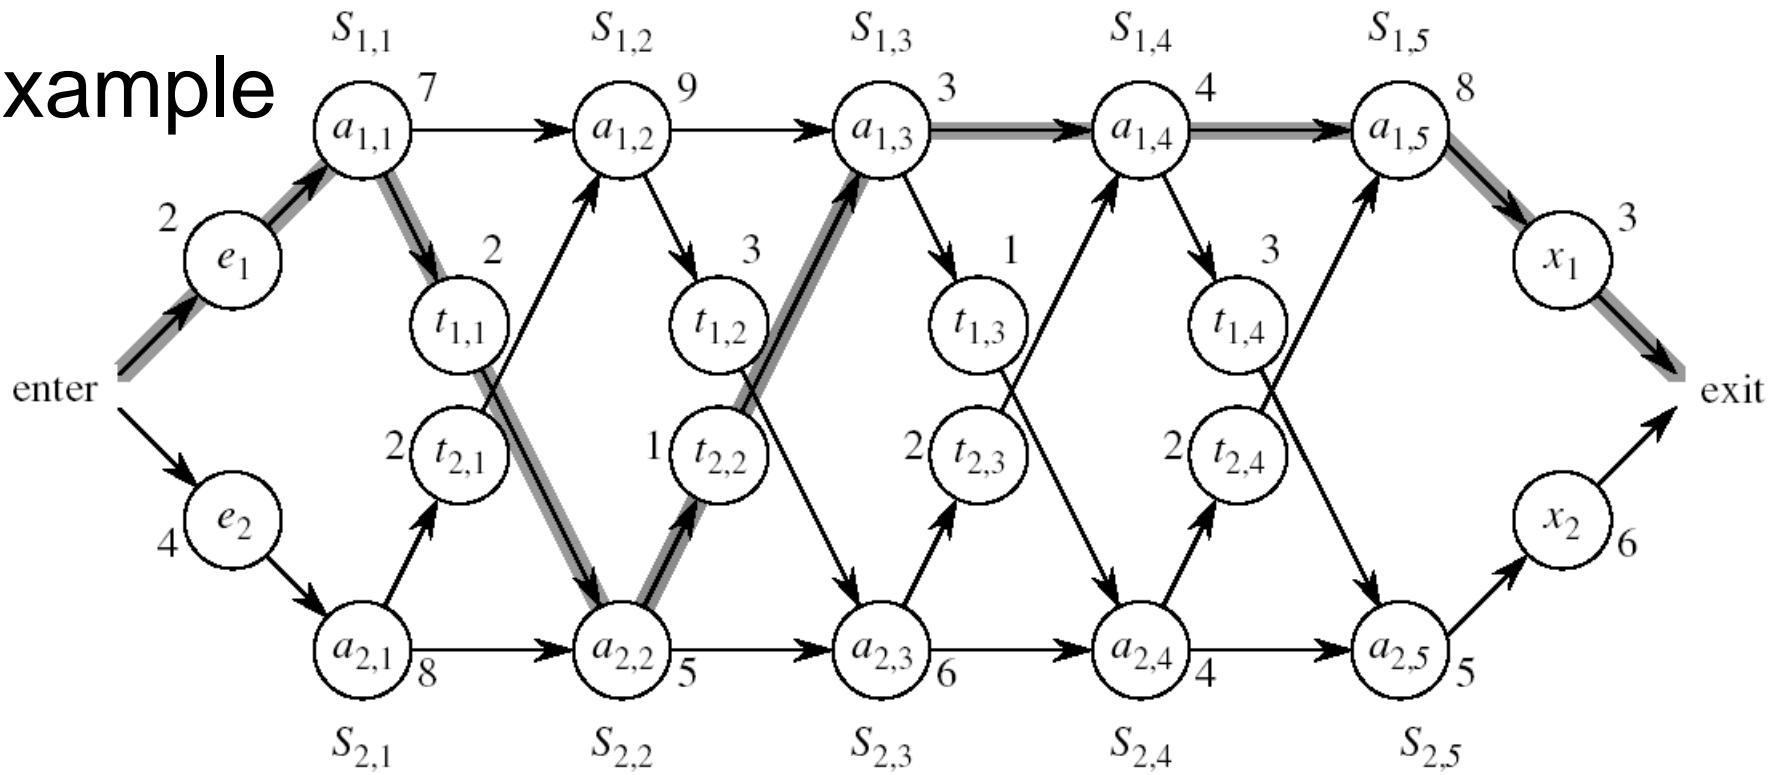 S1,1 S1,2 S1,3 S1,4 S1,5
xample
7 9 3 4 8
a1,1 a1,2 a1,3 a1,4 a1,5
2 3
e1 2 3 1 3 x1
t1,1 t1,2 t1,3 t1,4
enter exit
2 t2,1 1 t2,2 2 t2,3 2 t2,4
e2 x2
4 6
a2,1 a2,2 a2,3 a2,4 a2,5
8 5 6 4 5
S2,1 S2,2 S2,3 S2,4 S2,5